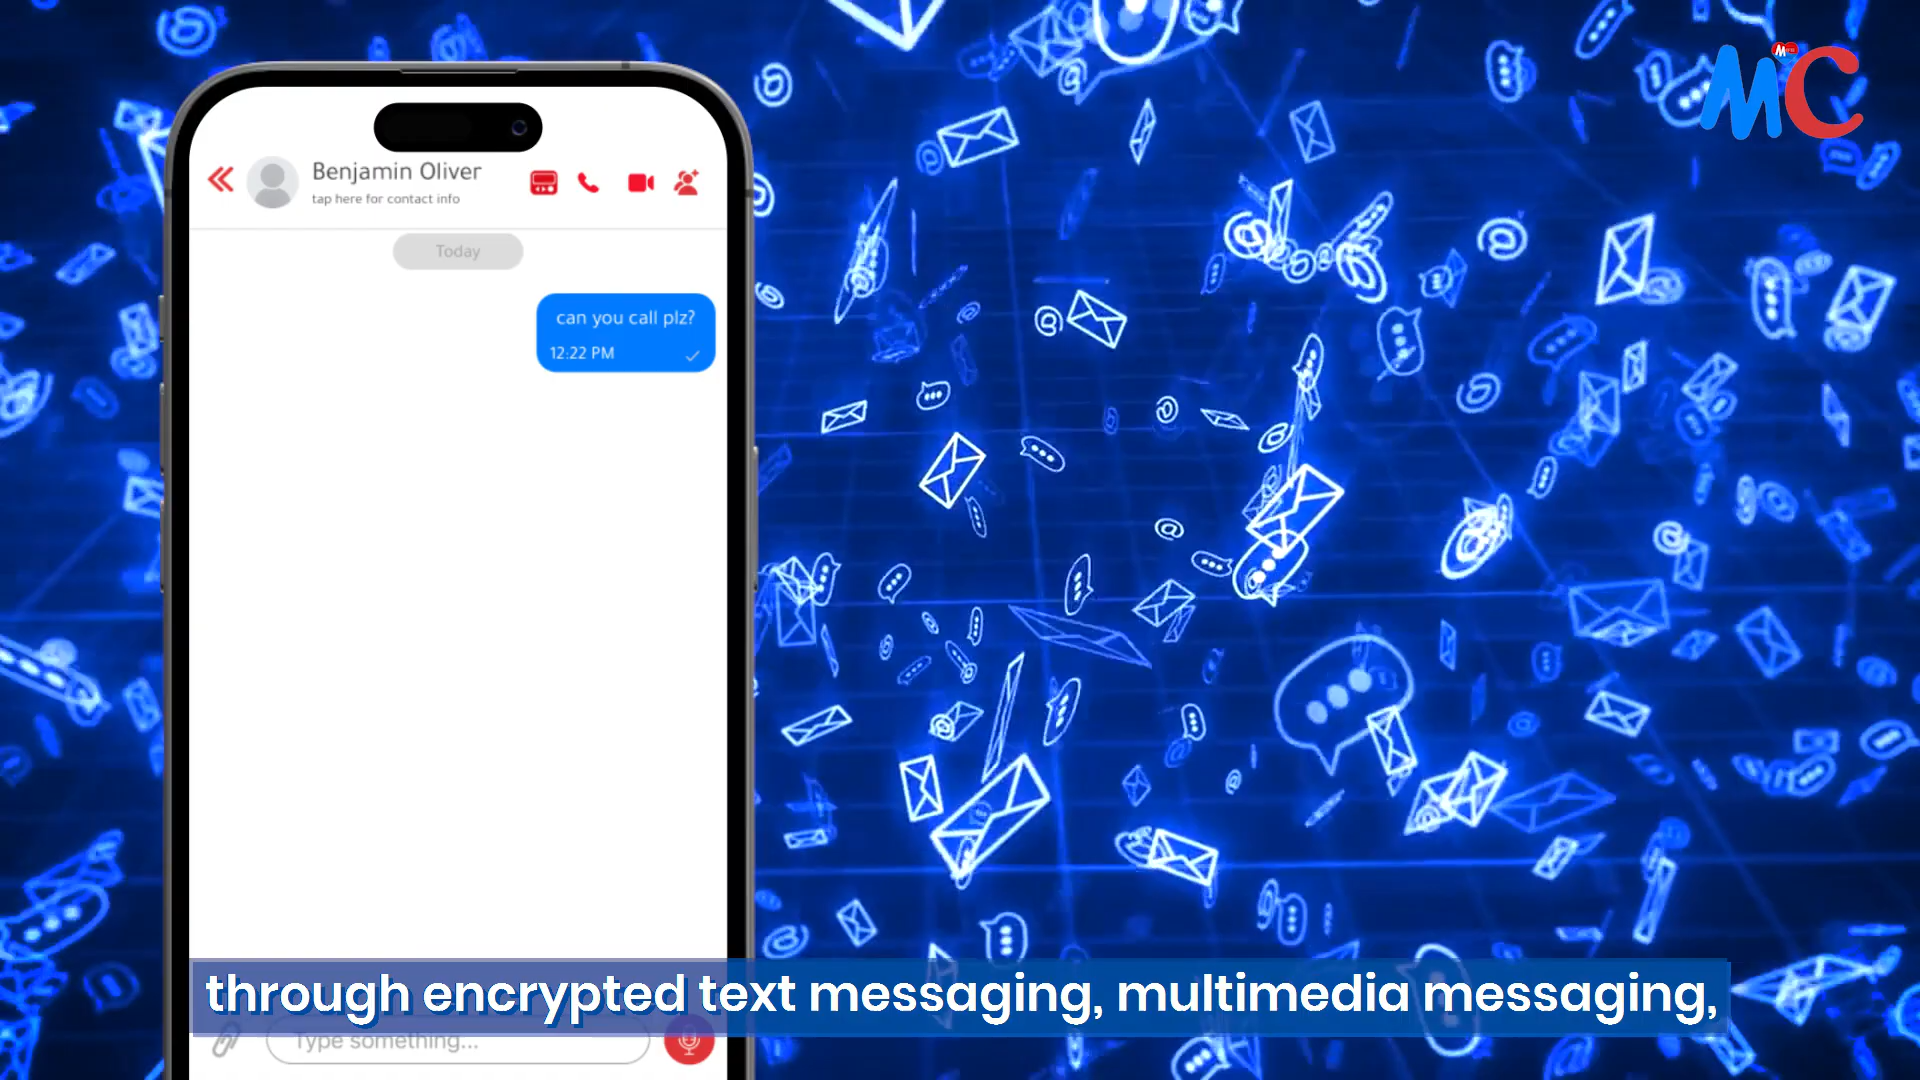 MC
Benjamin Oliver
tap here for contact info
Today
can you call plz?
12:22 PM
through encrypted text messaging, multimedia messaging,
Type something...